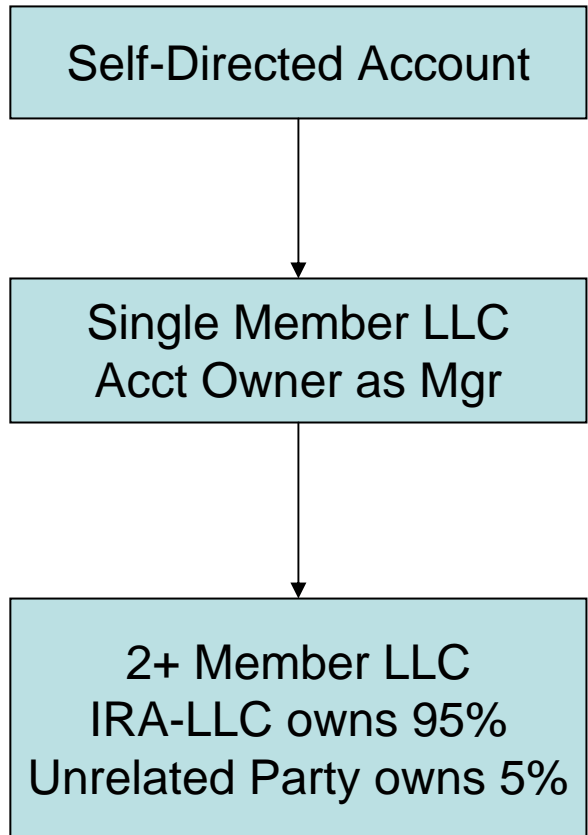 Self-Directed Account
Single Member LLC
Acct Owner as Mgr
2+ Member LLC
IRA-LLC owns 95%
Unrelated Party owns 5%